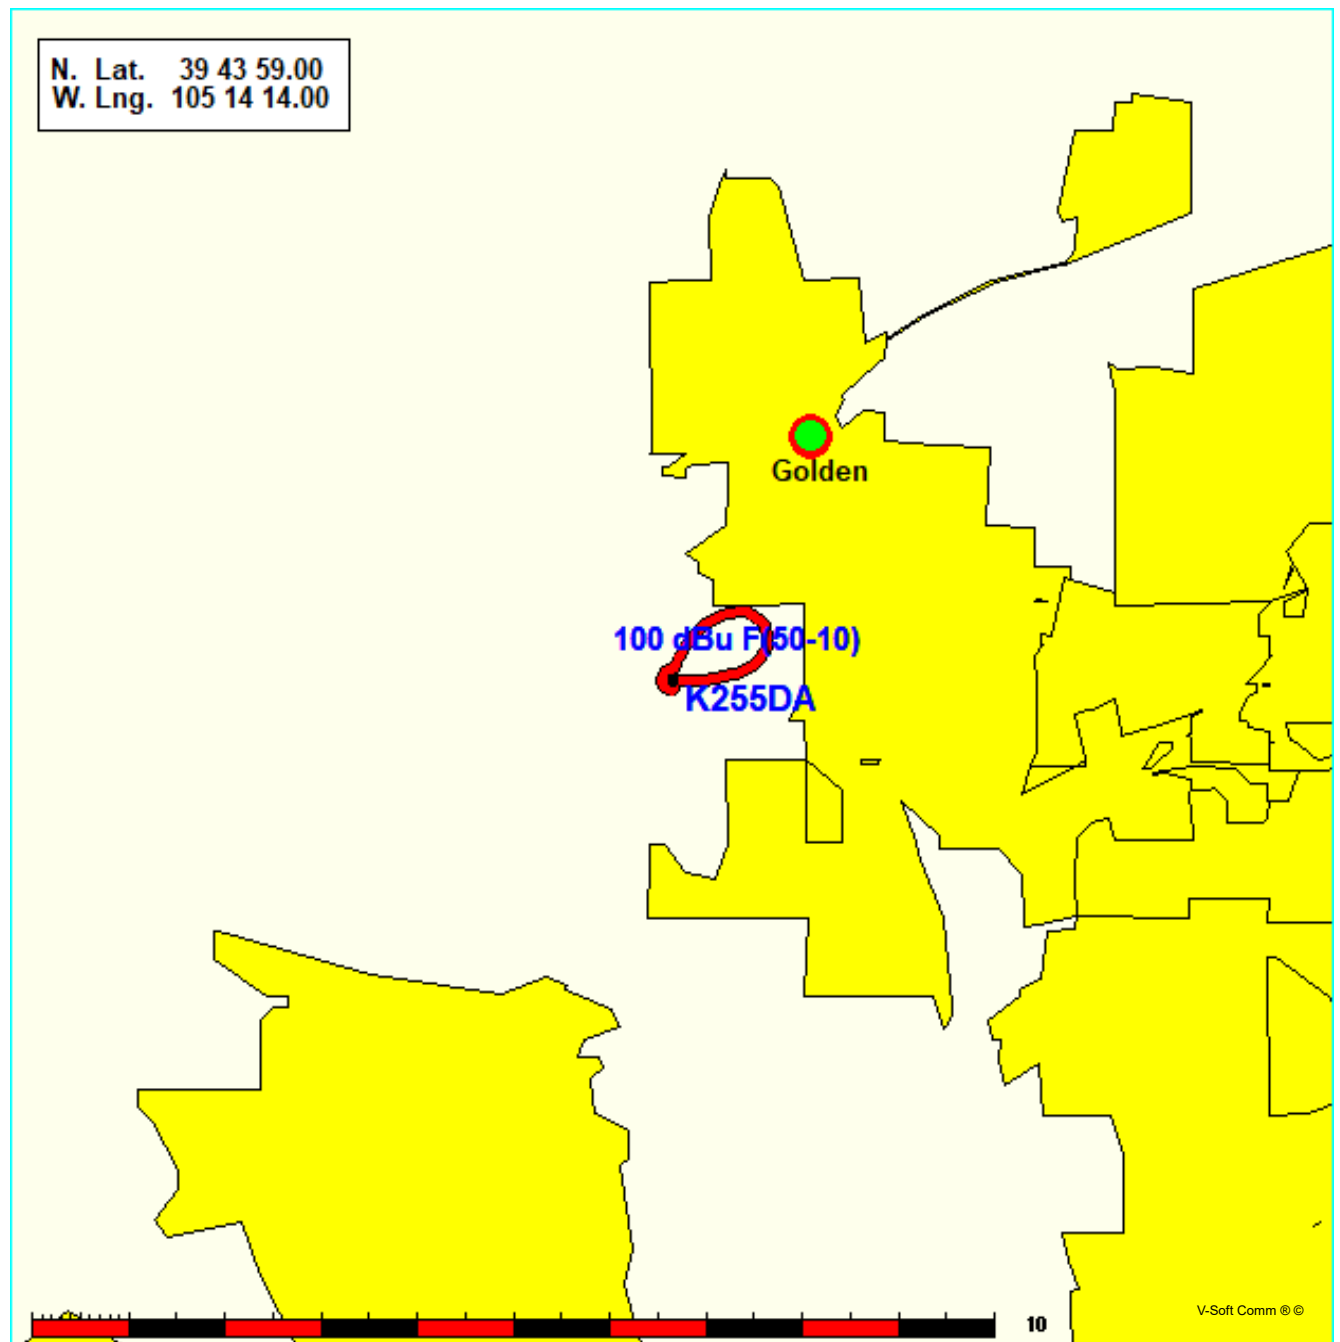 N. Lat. 39 43 59.00
W. Lng. 105 14 14.00
Golden
100 dBu F(50-10)
K255DA
10
V-Soft Comm ® ©